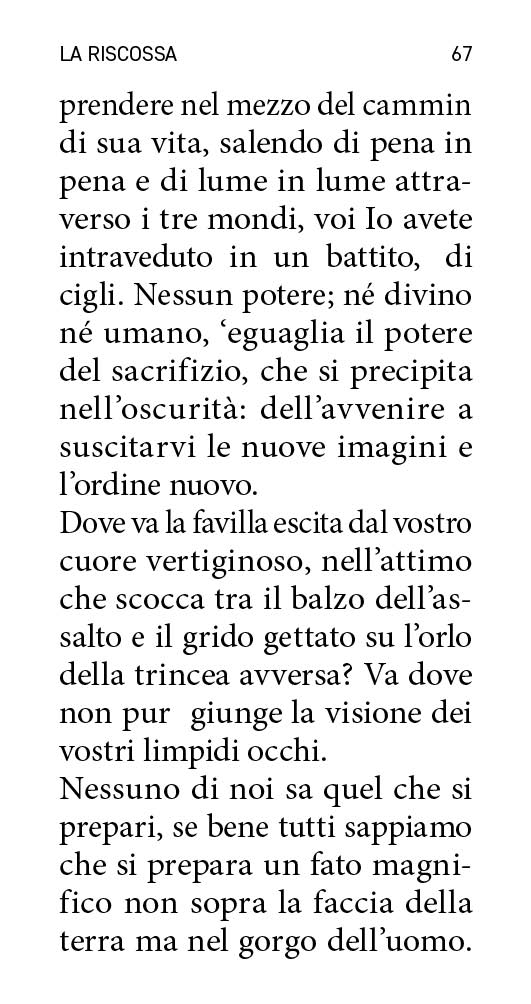 LA RISCOSSA 67
prendere nel mezzo del cammin
di sua vita, salendo di pena in
pena e di lume in lume attra-
verso i tre mondi, voi Io avete
intraveduto in un battito, di
cigli. Nessun potere; né divino
né umano, ‘eguaglia il potere
del sacrifizio, che si precipita
nell’oscurità: dell’avvenire a
suscitarvi le nuove imagini e
l’ordine nuovo.
Dove va la favilla escita dal vostro
cuore vertiginoso, nell’attimo
che scocca tra il balzo dell’as-
salto e il grido gettato su l’orlo
della trincea avversa? Va dove
non pur giunge la visione dei
vostri limpidi occhi.
Nessuno di noi sa quel che si
prepari, se bene tutti sappiamo
che si prepara un fato magni-
fico non sopra la faccia della
terra ma nel gorgo dell’uomo.